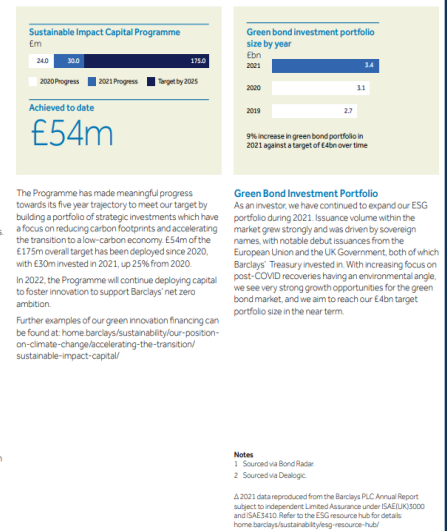 Sustainable Impact Capital Programme
£m
24.0 30.0 175.0
2020 Progress 2021 Progress Target by 2025
Achieved to date
£54m
The Programme has made meaningful progress
towards its five year trajectory to meet our target by
building a portfolio of strategic investments which have
a focus on reducing carbon footprints and accelerating
the transition to a low-carbon economy. £54m of the
£175m overall target has been deployed since 2020,
with £30m invested in 2021, up 25% from 2020.
In 2022, the Programme will continue deploying capital
to foster innovation to support Barclays' net zero
ambition.
Further examples of our green innovation financing can
be found at: home.barclays/sustainability/our-position-
on-climate-change/accelerating-the-transition/
sustainable-impact-capital/
Green bond investment portfolio
size by year
£bn
2021 3.4
2020 3.1
2019 2.7
9% increase in green bond portfolio in
2021 against a target of £4bn over time
Green Bond Investment Portfolio
As an investor, we have continued to expand our ESG
portfolio during 2021. Issuance volume within the
market grew strongly and was driven by sovereign
names, with notable debut issuances from the
European Union and the UK Government, both of which
Barclays' Treasury invested in. With increasing focus on
post-COVID recoveries having an environmental angle,
we see very strong growth opportunities for the green
bond market, and we aim to reach our £4bn target
portfolio size in the near term.
Notes
1 Sourced via Bond Radar.
2 Sourced via Dealogic.
Δ 2021 data reproduced from the Barclays PLC Annual Report
subject to independent Limited Assurance under ISAE(UK)3000
and ISAE3410. Refer to the ESG resource hub for details:
home.barclays/sustainability/esg-resource-hub/